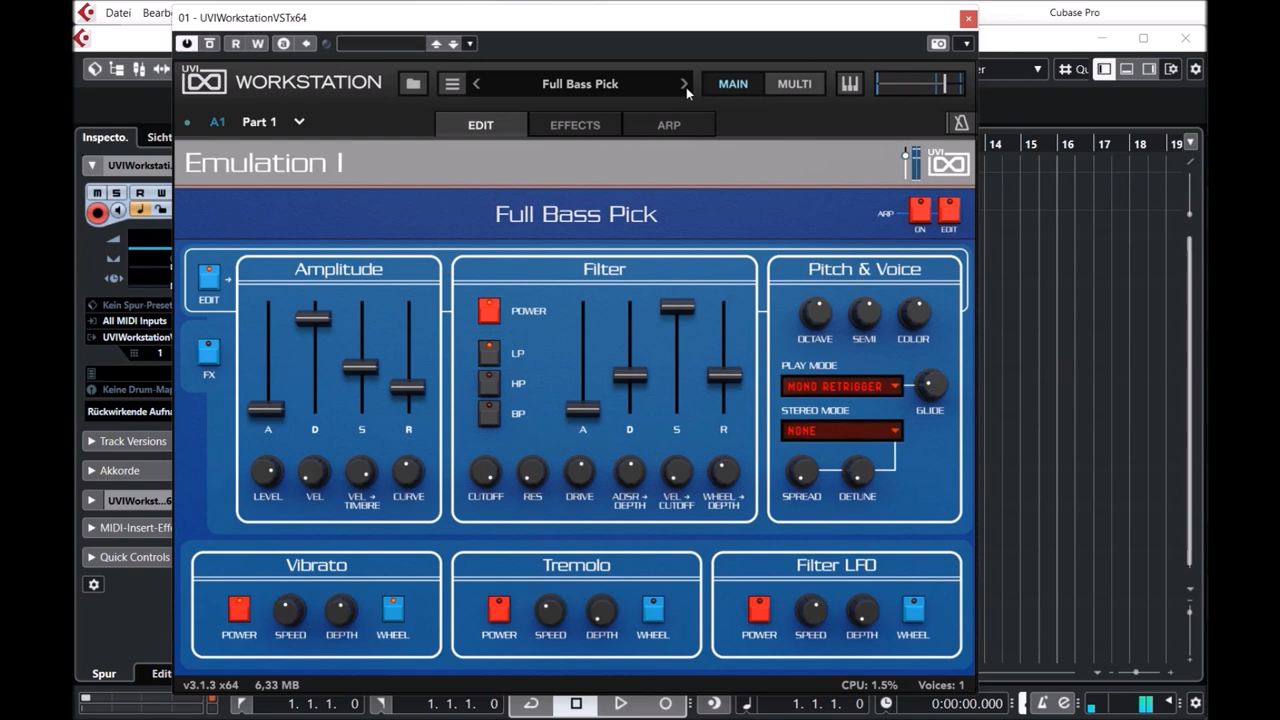 Datei Bearb
01 - UVIWorkstationVSTx64
Cubase Pro
R W
UVI
WORKSTATION
Full Bass Pick
MAIN MULTI
A1 Part 1
EDIT EFFECTS ARP
Inspecto. Sicht
14 15 16 17 18 19
Emulation I
UVI
UVIWorkstati
m S R W
Full Bass Pick
ARP
ON EDIT
Amplitude
Filter
Pitch & Voice
EDIT
POWER
Kein Spur-Preset
All MIDI Inputs
UVIWorkstationV
OCTAVE SEMI COLOR
LP
1
FX
HP
PLAY MODE
MONO RETRIGGER
Keine Drum-Map
BP
GLIDE
Rückwirkende Aufna
STEREO MODE
NONE
A D S R
A D S R
Track Versions
Akkorde
LEVEL VEL VEL→TIMBRE CURVE
CUTOFF RES DRIVE ADSR→DEPTH VEL→CUTOFF WHEEL→DEPTH
SPREAD DETUNE
UVIWorkst...6
MIDI-Insert-Effe
Quick Controls
Vibrato
Tremolo
Filter LFO
POWER SPEED DEPTH WHEEL
POWER SPEED DEPTH WHEEL
POWER SPEED DEPTH WHEEL
Spur Edit
v3.1.3 x64 6,33 MB
CPU: 1.5% Voices: 1
1. 1. 1. 0 1. 1. 1. 0 1. 1. 1. 0 0:00:00.000